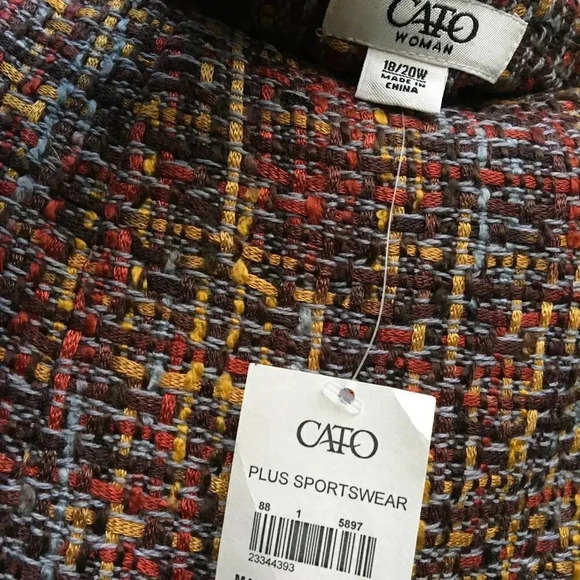 CATO
WOMAN
18/20W
MADE IN
CHINA
CATO
PLUS SPORTSWEAR
88 1 5897
23344393